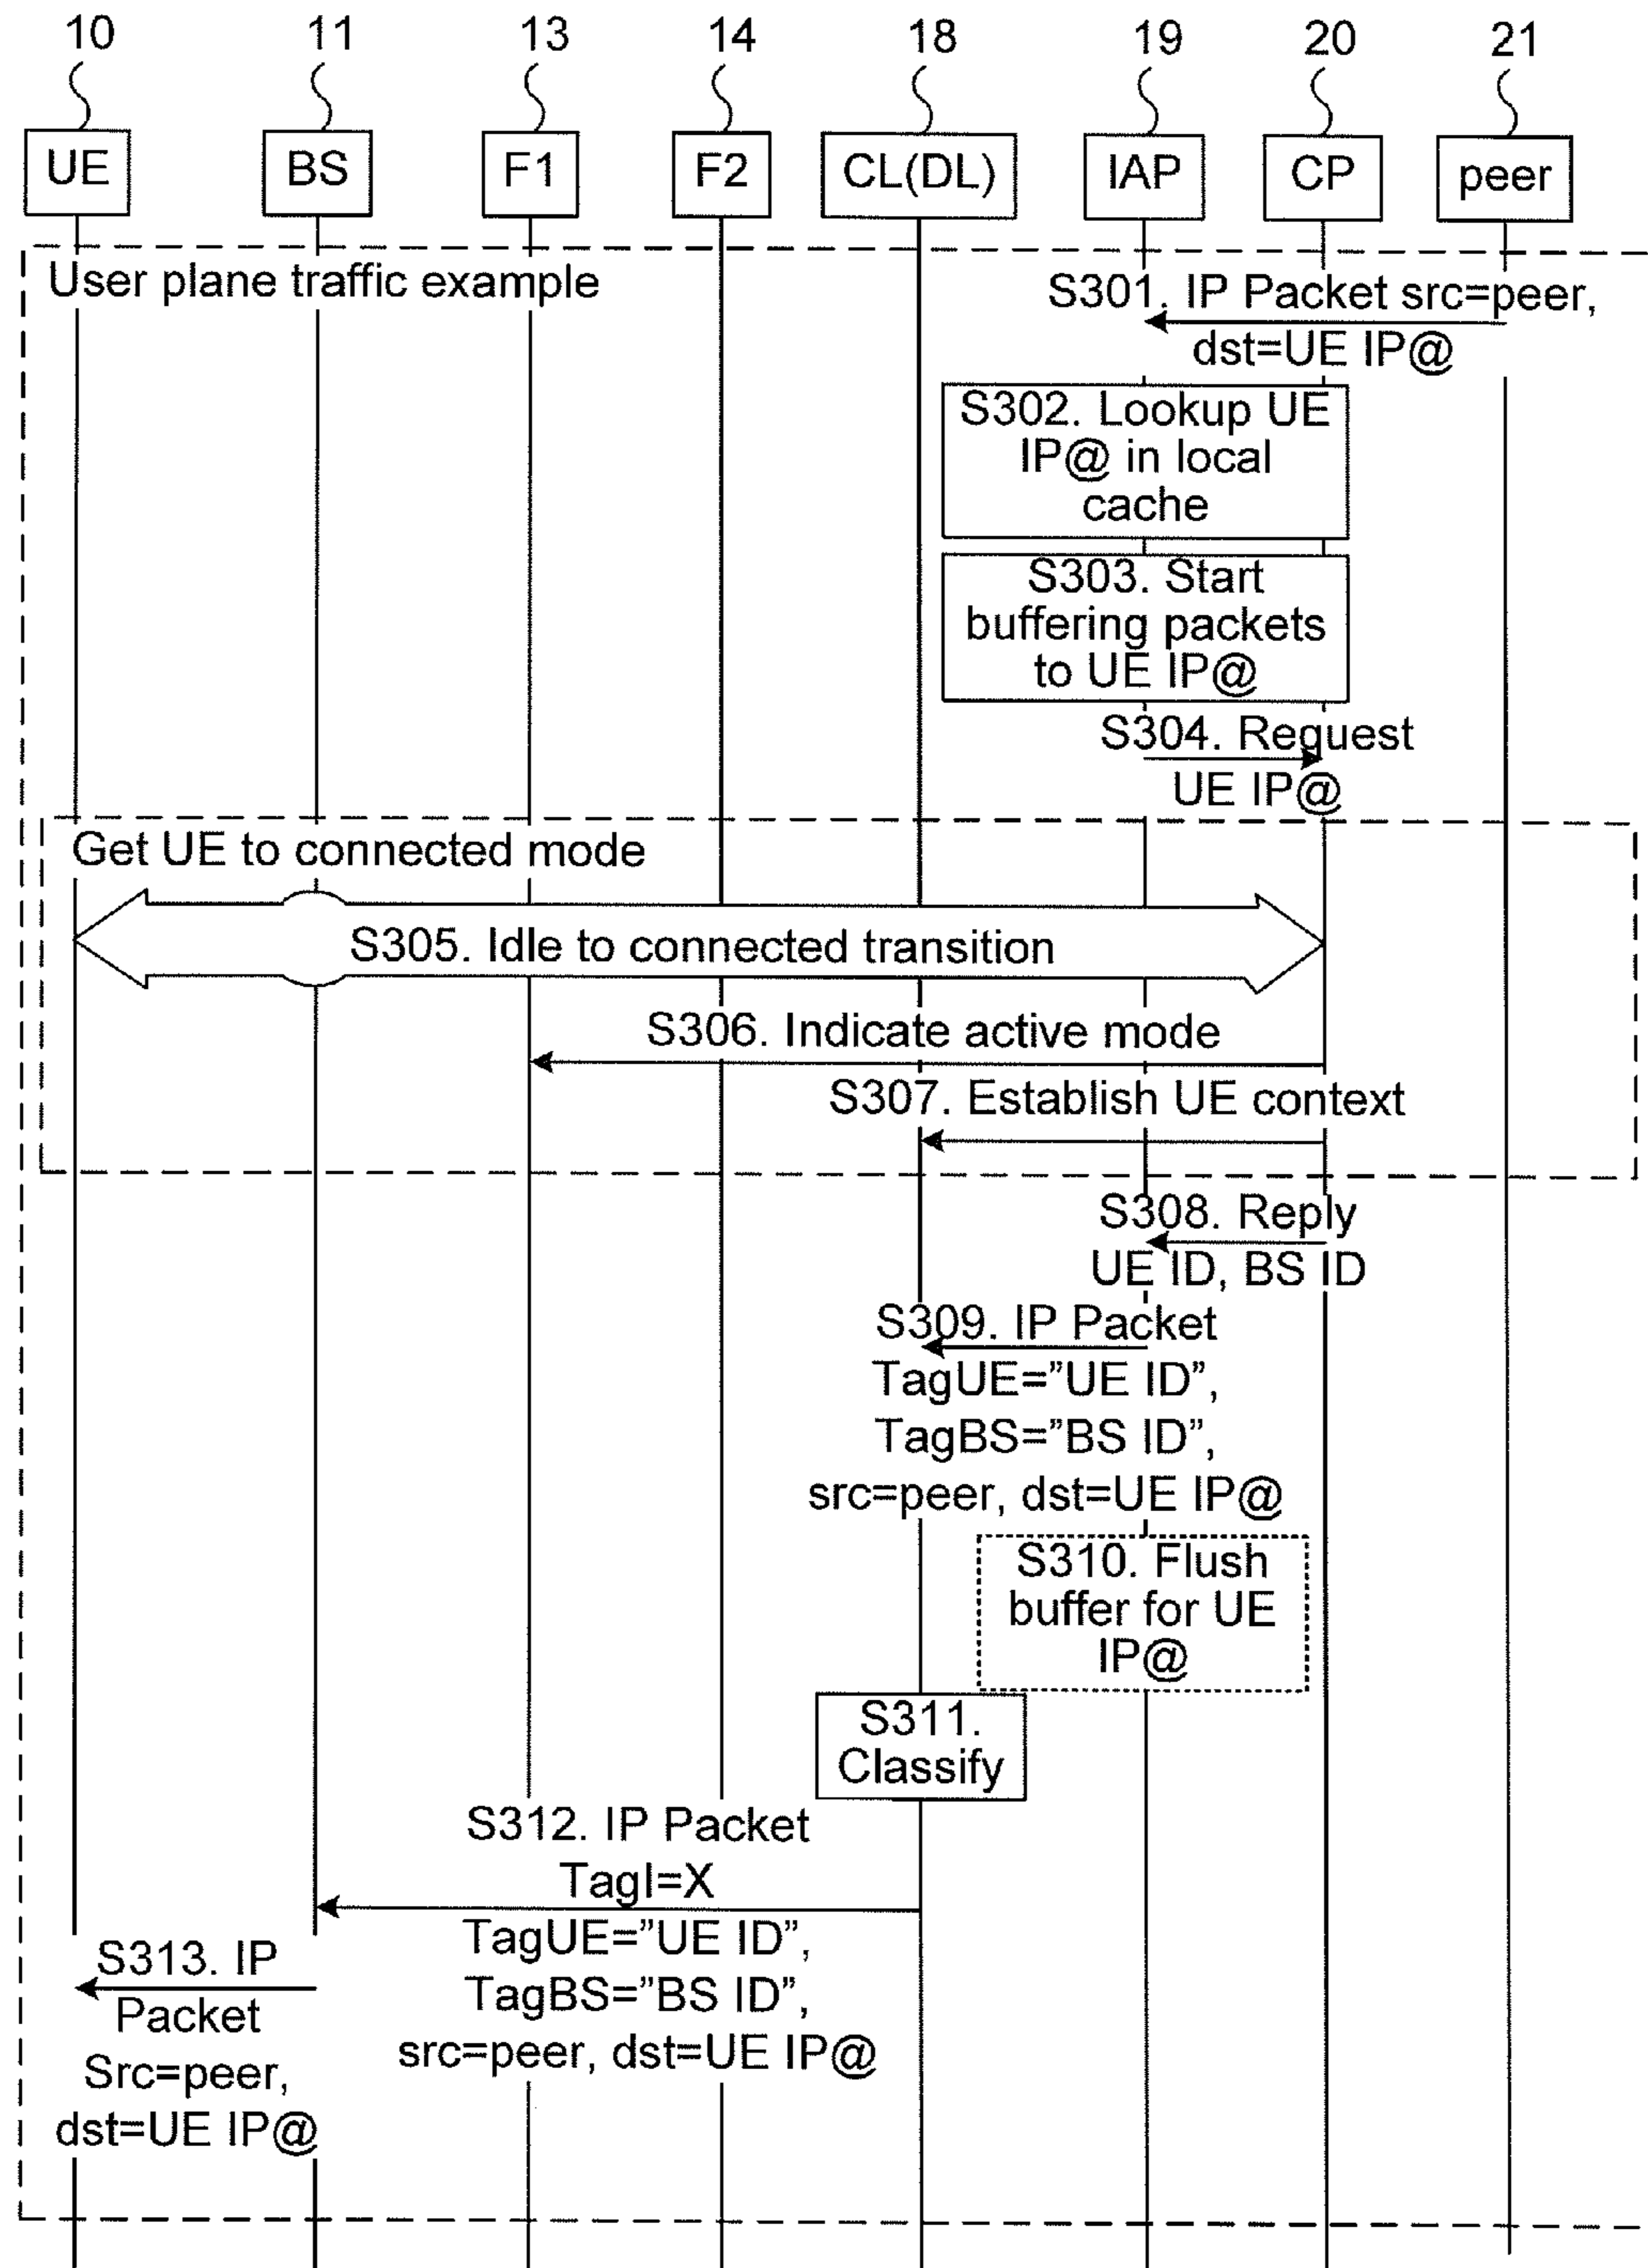 10 11 13 14 18 19 20 21
UE BS F1 F2 CL(DL) IAP CP peer
User plane traffic example
S301. IP Packet src=peer,
dst=UE IP@
S302. Lookup UE
IP@ in local
cache
S303. Start
buffering packets
to UE IP@
S304. Request
UE IP@
Get UE to connected mode
S305. Idle to connected transition
S306. Indicate active mode
S307. Establish UE context
S308. Reply
UE ID, BS ID
S309. IP Packet
TagUE=”UE ID”,
TagBS=”BS ID”,
src=peer, dst=UE IP@
S310. Flush
buffer for UE
IP@
S311.
Classify
S312. IP Packet
TagI=X
TagUE=”UE ID”,
TagBS=”BS ID”,
src=peer, dst=UE IP@
S313. IP
Packet
Src=peer,
dst=UE IP@